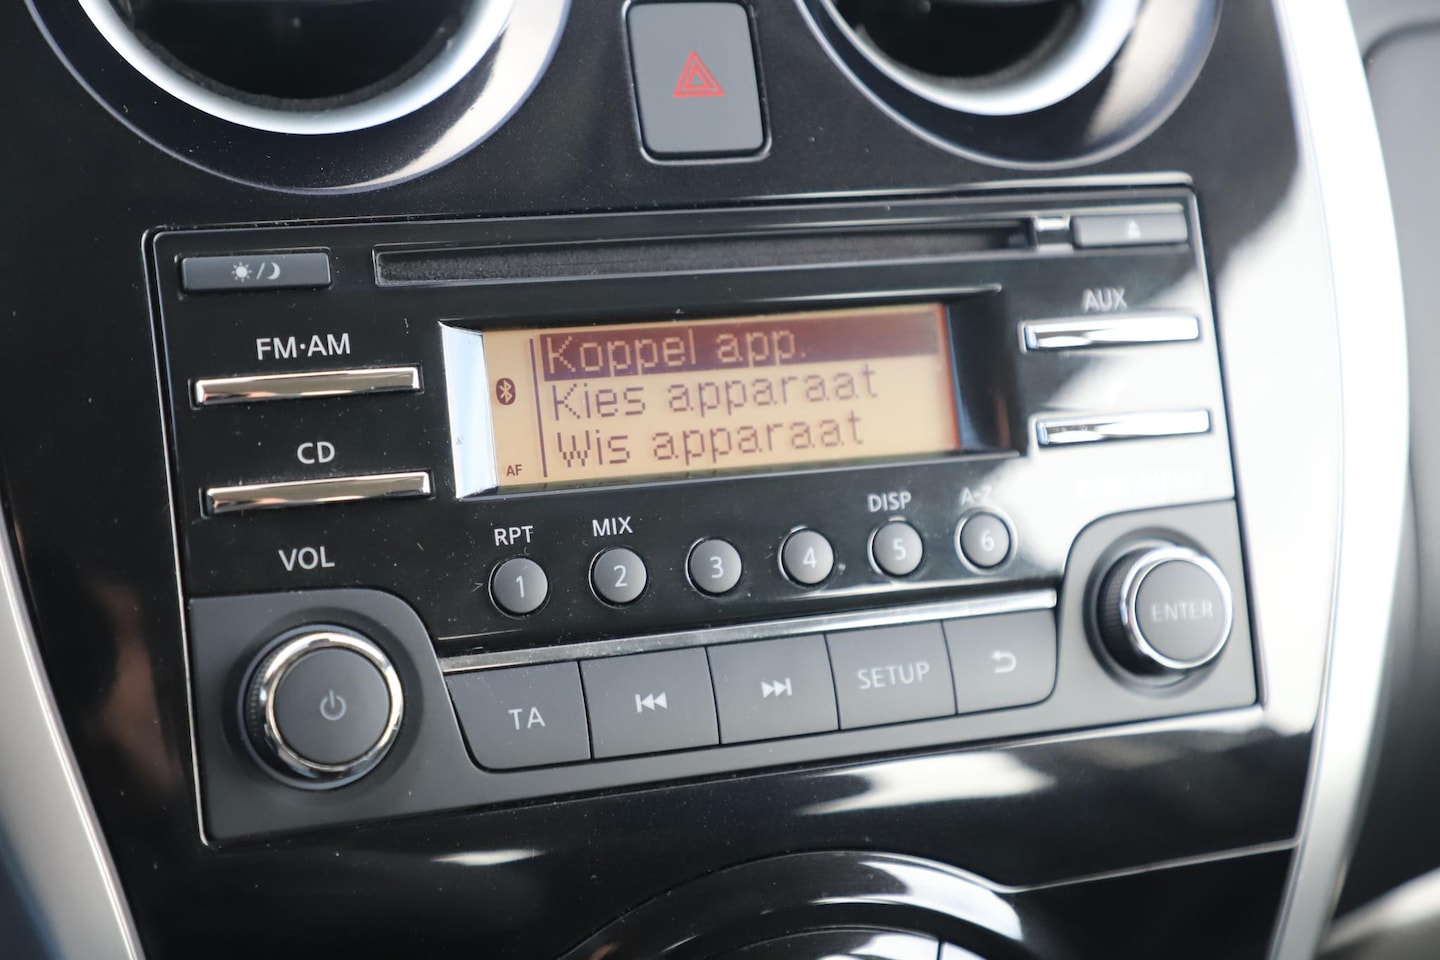 FM·AM
AUX
Koppel app.
Kies apparaat
Wis apparaat
AF
CD
VOL
RPT
MIX
DISP
A-Z
1
2
3
4
5
6
TA
SETUP
ENTER